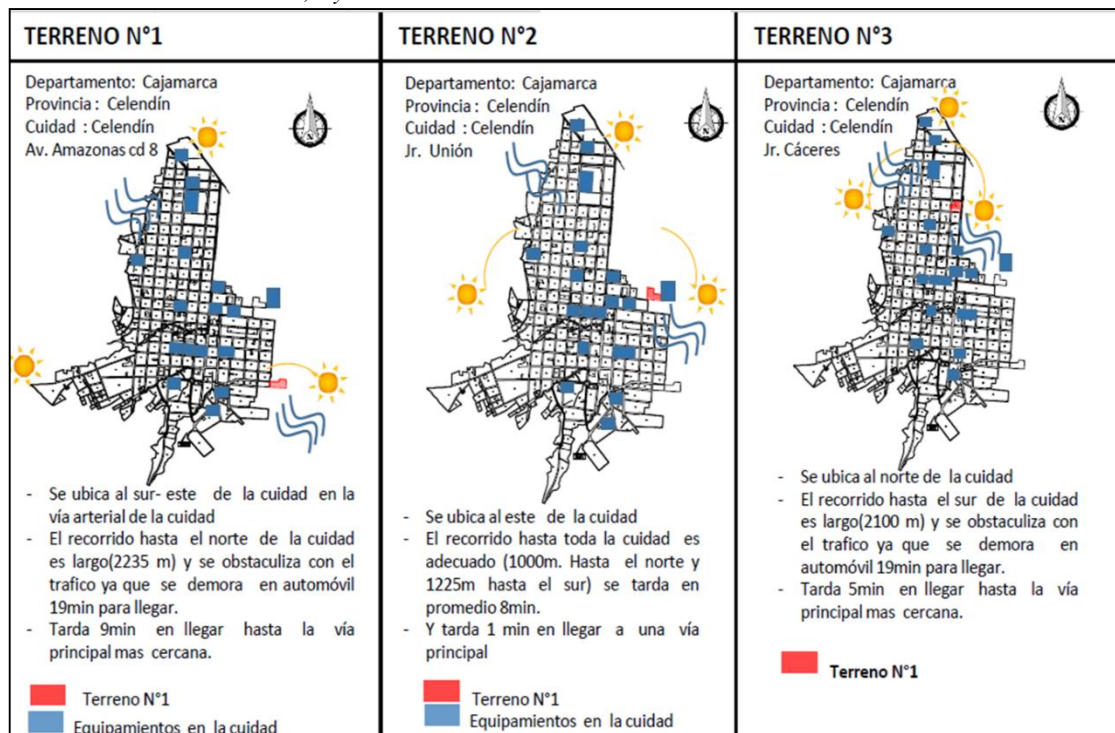 TERRENO N°1
Departamento: Cajamarca
Provincia : Celendín
Cuidad : Celendín
Av. Amazonas cd 8
N
- Se ubica al sur- este de la cuidad en la
vía arterial de la cuidad
- El recorrido hasta el norte de la cuidad
es largo(2235 m) y se obstaculiza con el
trafico ya que se demora en automóvil
19min para llegar.
- Tarda 9min en llegar hasta la vía
principal mas cercana.
Terreno N°1
Equipamientos en la cuidad
TERRENO N°2
Departamento: Cajamarca
Provincia : Celendín
Cuidad : Celendín
Jr. Unión
N
- Se ubica al este de la cuidad
- El recorrido hasta toda la cuidad es
adecuado (1000m. Hasta el norte y
1225m hasta el sur) se tarda en
promedio 8min.
- Y tarda 1 min en llegar a una vía
principal
Terreno N°1
Equipamientos en la cuidad
TERRENO N°3
Departamento: Cajamarca
Provincia : Celendín
Cuidad : Celendín
Jr. Cáceres
N
- Se ubica al norte de la cuidad
- El recorrido hasta el sur de la cuidad
es largo(2100 m) y se obstaculiza con
el trafico ya que se demora en
automóvil 19min para llegar.
- Tarda 5min en llegar hasta la vía
principal mas cercana.
Terreno N°1